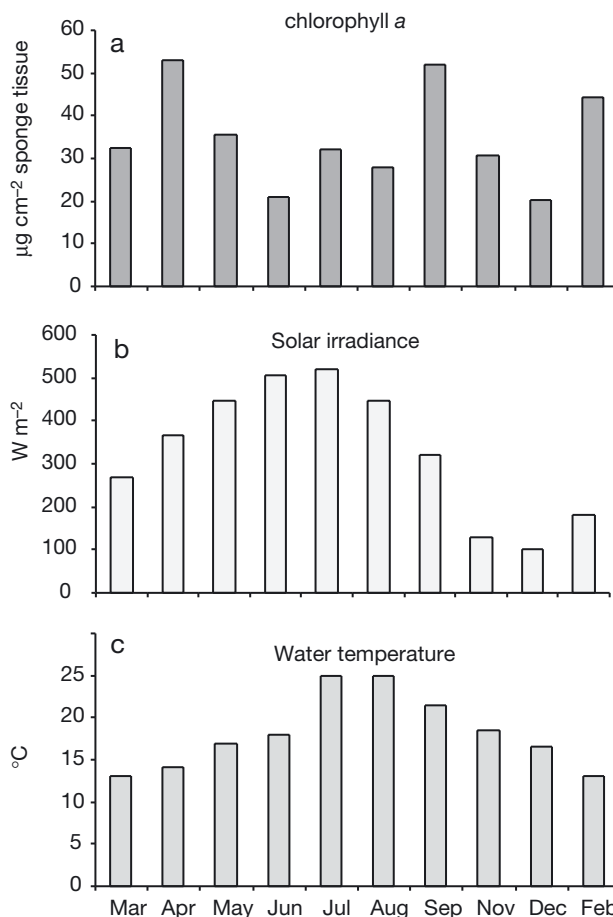 chlorophyll a
a
µg cm–2 sponge tissue
60
50
40
30
20
10
0
b
Solar irradiance
W m–2
600
500
400
300
200
100
0
c
Water temperature
°C
25
20
15
10
5
0
Mar Apr May Jun Jul Aug Sep Nov Dec Feb